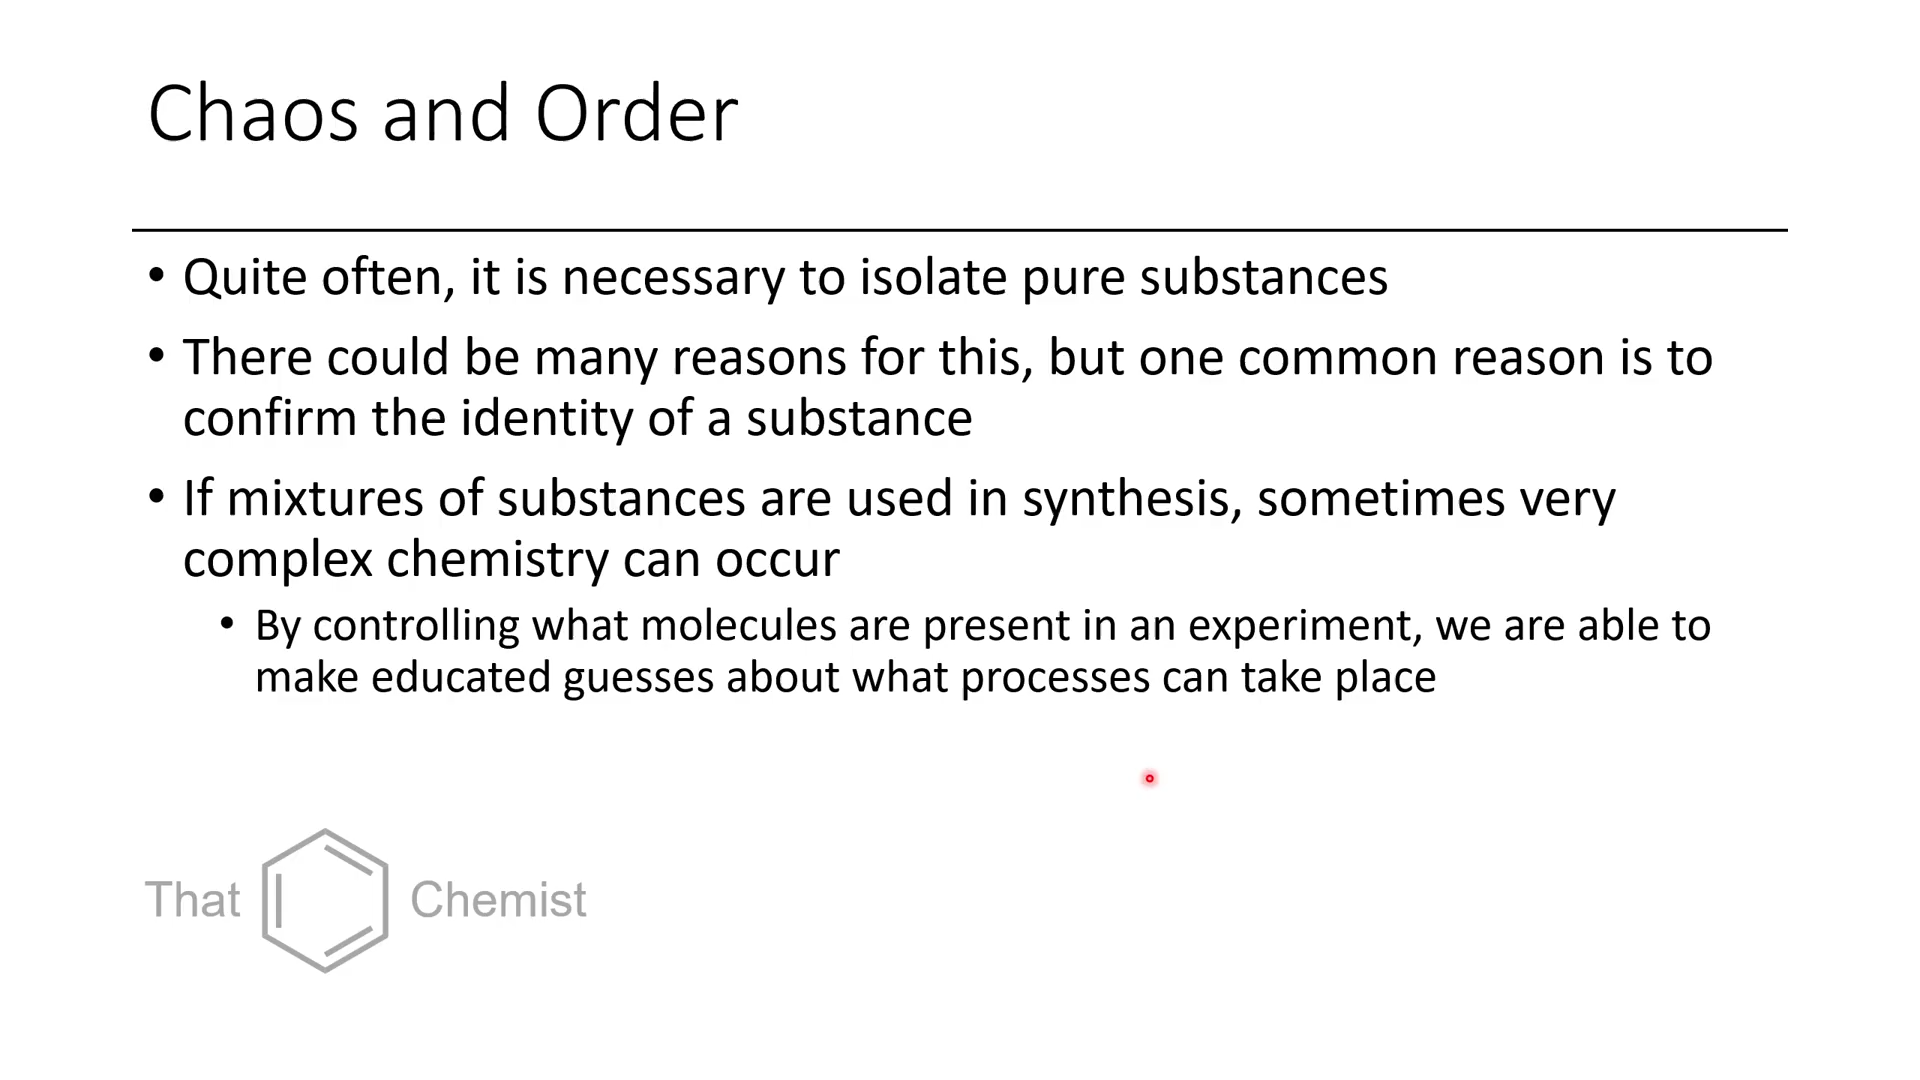 Chaos and Order
• Quite often, it is necessary to isolate pure substances
• There could be many reasons for this, but one common reason is to
confirm the identity of a substance
• If mixtures of substances are used in synthesis, sometimes very
complex chemistry can occur
• By controlling what molecules are present in an experiment, we are able to
make educated guesses about what processes can take place
That Chemist